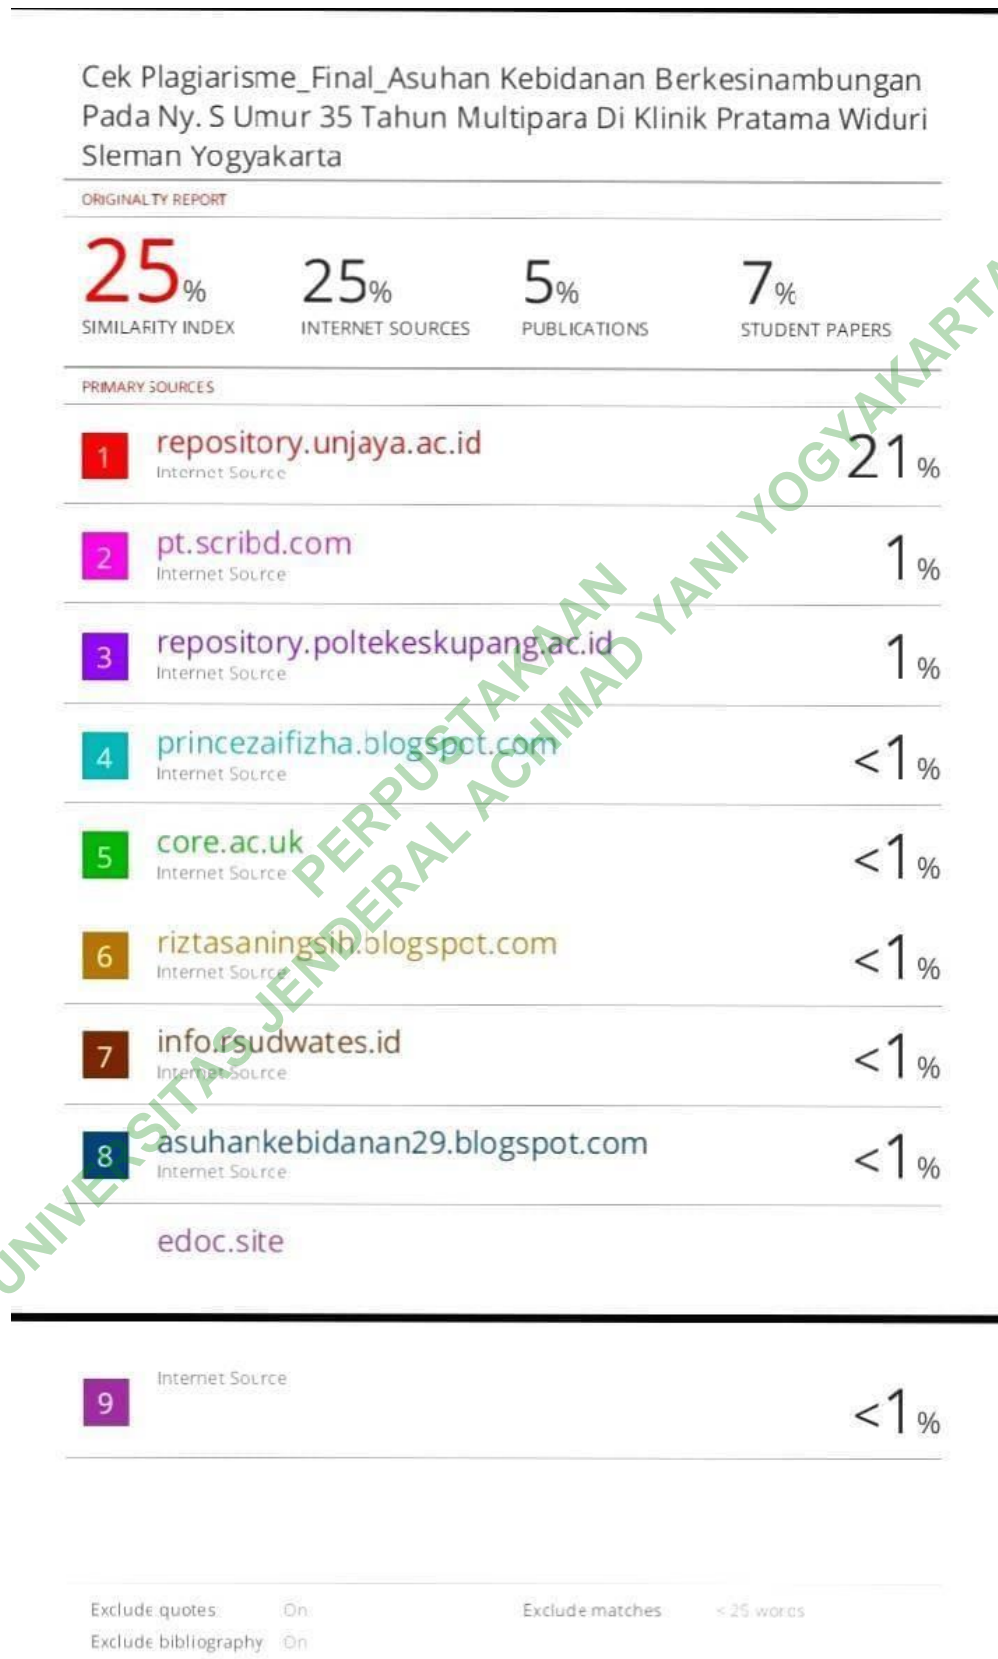 Cek Plagiarisme_Final_Asuhan Kebidanan Berkesinambungan
Pada Ny. S Umur 35 Tahun Multipara Di Klinik Pratama Widuri
Sleman Yogyakarta
ORIGINALTY REPORT
25%
SIMILARITY INDEX
25%
INTERNET SOURCES
5%
PUBLICATIONS
7%
STUDENT PAPERS
PRIMARY SOURCES
1
repository.unjaya.ac.id
Internet Source
21%
2
pt.scribd.com
Internet Source
1%
3
repository.poltekeskupang.ac.id
Internet Source
1%
4
princezaifizha.blogspot.com
Internet Source
<1%
5
core.ac.uk
Internet Source
<1%
6
riztasaningsih.blogspot.com
Internet Source
<1%
7
info.rsudwates.id
Internet Source
<1%
8
asuhankebidanan29.blogspot.com
Internet Source
<1%
edoc.site
9
Internet Source
<1%
Exclude quotes On
Exclude matches < 25 words
Exclude bibliography On
PERPUSTAKAAN
UNIVERSITAS JENDERAL ACHMAD YANI YOGYAKARTA